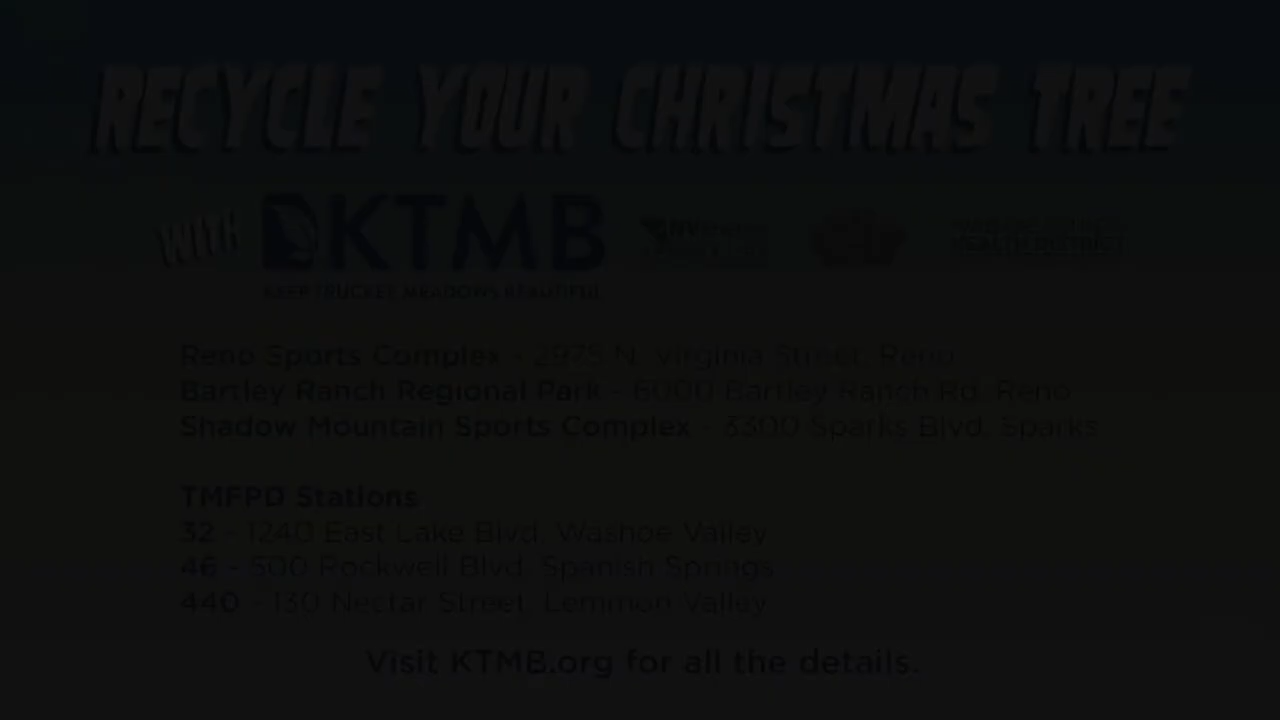 RECYCLE YOUR CHRISTMAS TREE
WITH KTMB
KEEP TRUCKEE MEADOWS BEAUTIFUL
Reno Sports Complex - 2975 N. Virginia Street, Reno
Bartley Ranch Regional Park - 6000 Bartley Ranch Rd, Reno
Shadow Mountain Sports Complex - 3300 Sparks Blvd, Sparks
TMFPD Stations
32 - 1240 East Lake Blvd, Washoe Valley
46 - 500 Rockwell Blvd, Spanish Springs
440 - 130 Nectar Street, Lemmon Valley
Visit KTMB.org for all the details.